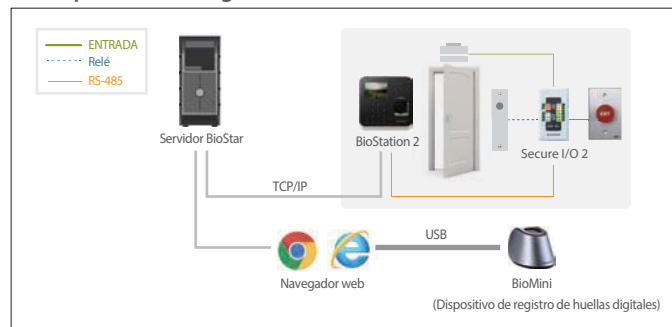 ENTRADA
Relé
RS-485
Servidor BioStar
BioStation 2
EXIT
Secure I/O 2
TCP/IP
USB
Navegador web
BioMini
(Dispositivo de registro de huellas digitales)